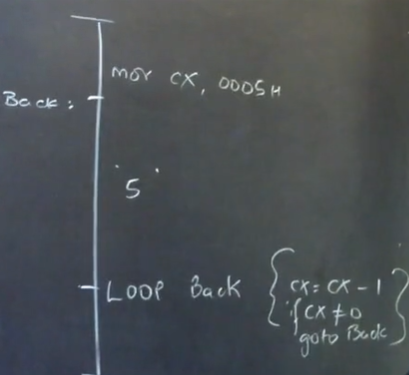 mov CX, 0005H
Back:
'5'
LOOP Back { CX = CX - 1
if CX ≠ 0
goto Back }